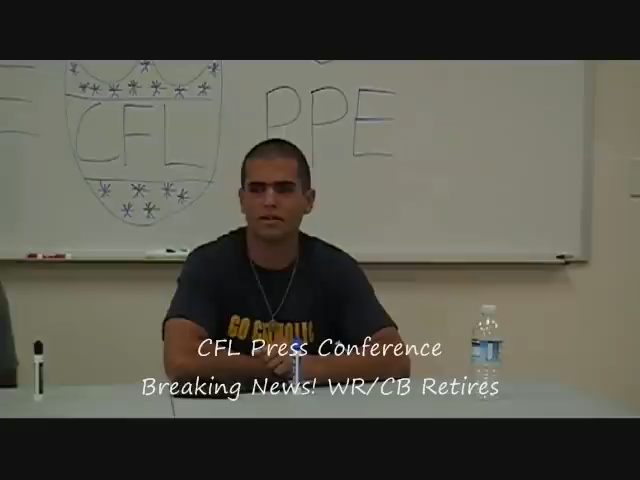 CFL
PPE
GO
CFL Press Conference
Breaking News! WR/CB Retires